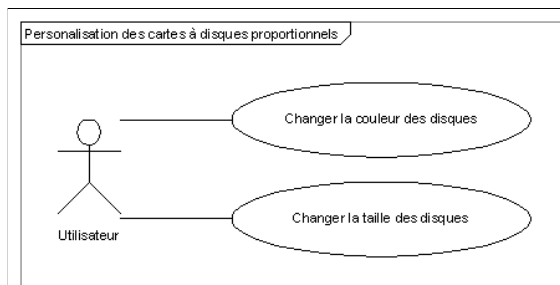 Personalisation des cartes à disques proportionnels
Changer la couleur des disques
Changer la taille des disques
Utilisateur